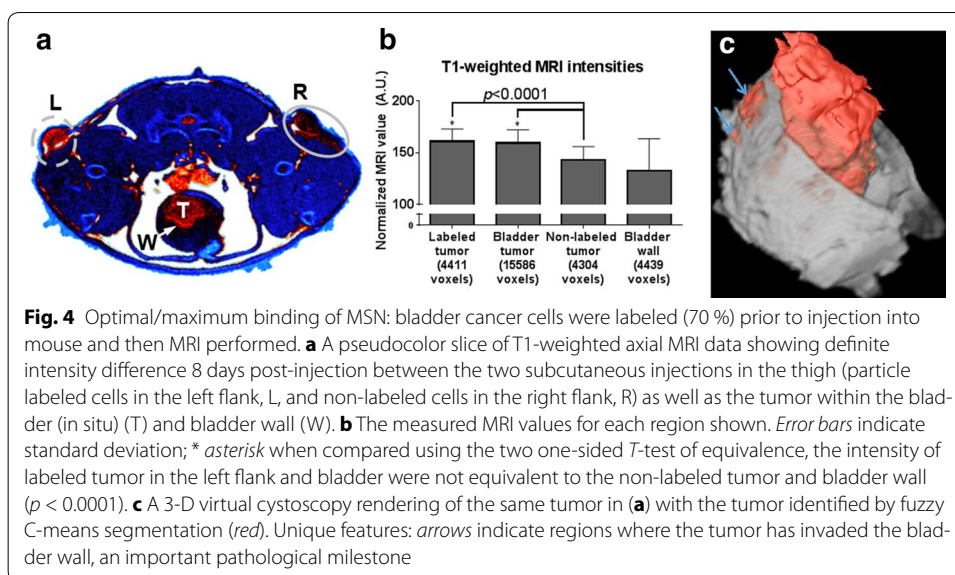 a
L
R
T
W
b
T1-weighted MRI intensities
p<0.0001
Normalized MRI value (A.U.)
200
150
100
0
*
*
Labeled tumor (4411 voxels)
Bladder tumor (15586 voxels)
Non-labeled tumor (4304 voxels)
Bladder wall (4439 voxels)
c
Fig. 4 Optimal/maximum binding of MSN: bladder cancer cells were labeled (70 %) prior to injection into
mouse and then MRI performed. a A pseudocolor slice of T1-weighted axial MRI data showing definite
intensity difference 8 days post-injection between the two subcutaneous injections in the thigh (particle
labeled cells in the left flank, L, and non-labeled cells in the right flank, R) as well as the tumor within the blad-
der (in situ) (T) and bladder wall (W). b The measured MRI values for each region shown. Error bars indicate
standard deviation; * asterisk when compared using the two one-sided T-test of equivalence, the intensity of
labeled tumor in the left flank and bladder were not equivalent to the non-labeled tumor and bladder wall
(p < 0.0001). c A 3-D virtual cystoscopy rendering of the same tumor in (a) with the tumor identified by fuzzy
C-means segmentation (red). Unique features: arrows indicate regions where the tumor has invaded the blad-
der wall, an important pathological milestone